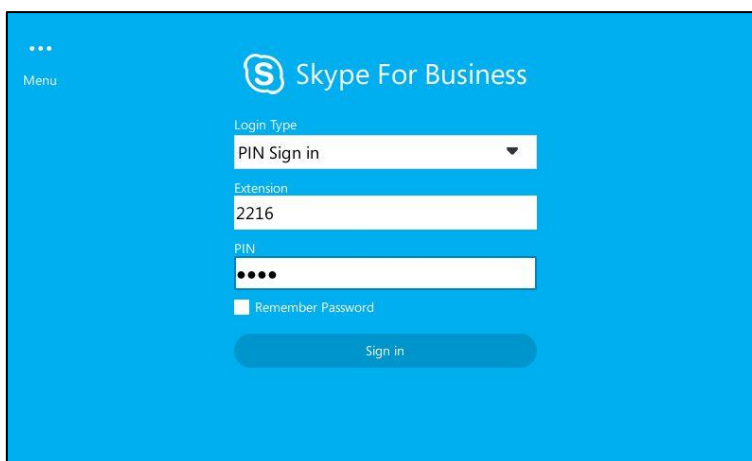 Menu
Skype For Business
Login Type
PIN Sign in
Extension
2216
PIN
••••
Remember Password
Sign in